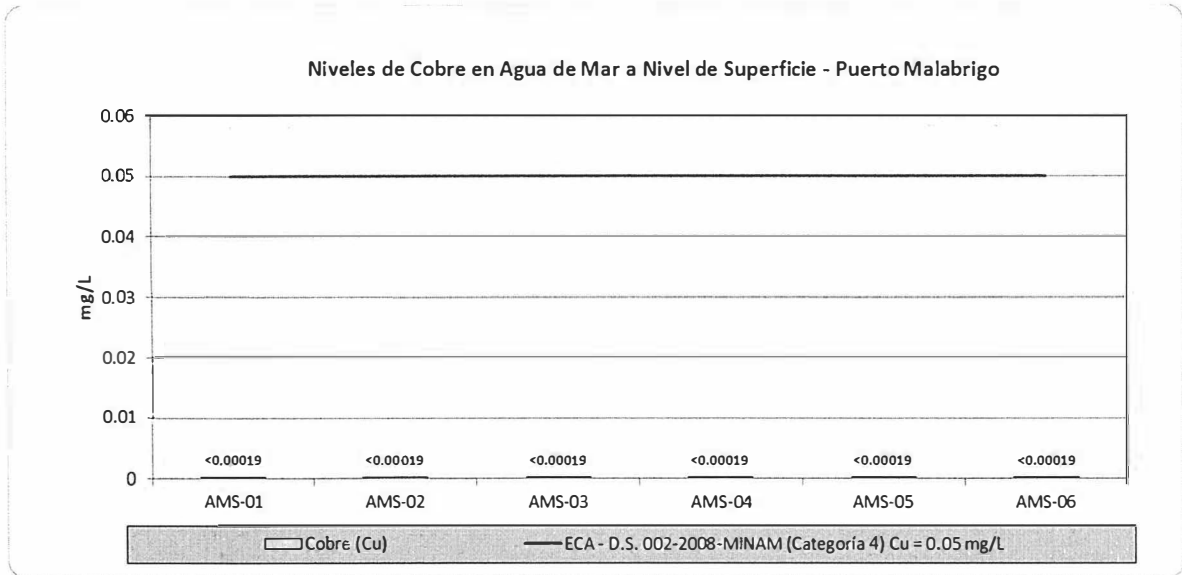 Niveles de Cobre en Agua de Mar a Nivel de Superficie - Puerto Malabrigo
0.06
0.05
0.04
0.03
0.02
0.01
0
mg/L
<0.00019 <0.00019 <0.00019 <0.00019 <0.00019 <0.00019
AMS-01 AMS-02 AMS-03 AMS-04 AMS-05 AMS-06
Cobre (Cu) ECA - D.S. 002-2008-MINAM (Categoría 4) Cu = 0.05 mg/L